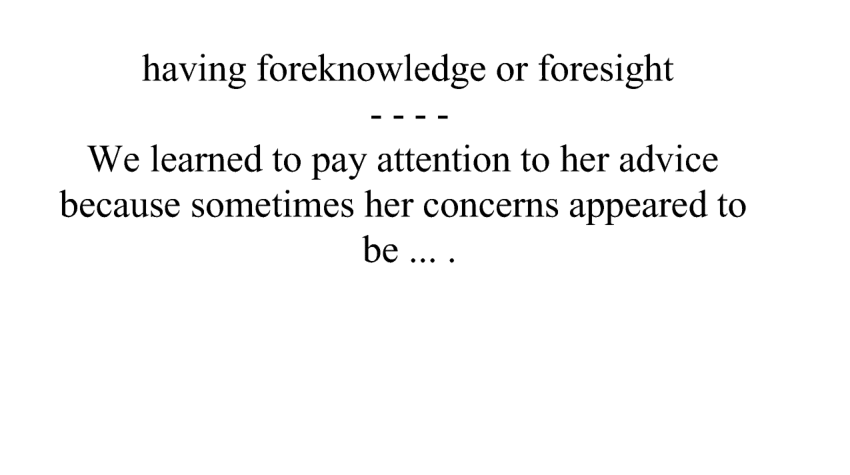 having foreknowledge or foresight
- - - -
We learned to pay attention to her advice
because sometimes her concerns appeared to
be ... .